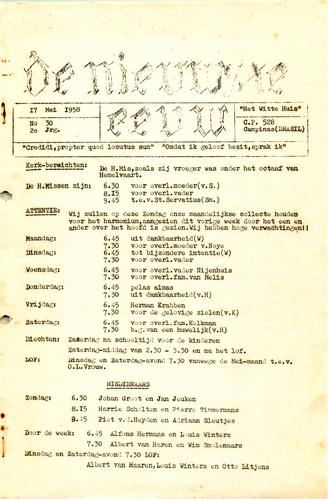 de nieuwste
eeuw
17 Mei 1958
No 30
2e Jrg.
"Het Witte Huis"
C.P. 528
Campinas(BRASIL)
"Credidi,propter quod locutus sum" "Omdat ik geloof bezit,sprak ik"
Kerk-berichten: De H.Mis,zoals zij vroeger was onder het octaaf van
Hemelvaart.
De H.Missen zijn: 6.30 voor overl.moeder(v.S.)
8.15 voor overl.vader
9.45 t.e.v.St.Servatius(Sm.)
ATTENTIE: Wij zullen op deze Zondag onze maandelijkse collecte houden
voor het harmonium,aangezien dit vorige week door het een en
ander over het hoofd is gezien.Wij hebben hoge verwachtingen!!
Maandag: 6.45 uit dankbaarheid(W)
7.30 voor overl.moeder v.Noye
Dinsdag: 6.45 tot bijzondere intentie(W)
7.30 voor overl.vader
Woensdag: 6.45 voor overl.vader Nijenhuis
7.30 voor overl.fam.van Melis
Donderdag: 6.45 pelas almas
7.30 uit dankbaarheid(v.H)
Vrijdag: 6.45 Herman Krabben
7.30 voor de gelovige zielen(v.K)
Zaterdag: 6.45 voor overl.fam.Kolkman
7.30 b.g.van een huwelijk(v.H)
Biechten: Zaterdag na schooltijd voor de kinderen
Zaterdag-middag van 2.30 - 3.30 en na het lof.
LOF: Dinsdag en Zaterdag-avond 7.30 vanwege de Mei-maand t.e.v.
O.L.Vrouw.
MISDIENAARS
Zondag: 6.30 Johan Groot en Jan Jeuken
8.15 Harrie Scholten en Pierre Timmermans
8.45 Piet v.d.Heyden en Adriaan Sleutjes
Door de week: 6.45 Alfons Hermans en Louis Winters
7.30 Albert van Haren en Wim Smolenaars
Dinsdag en Zaterdag-avond 7.30 LOF:
Albert van Haaren,Louis Winters en Otto Litjens